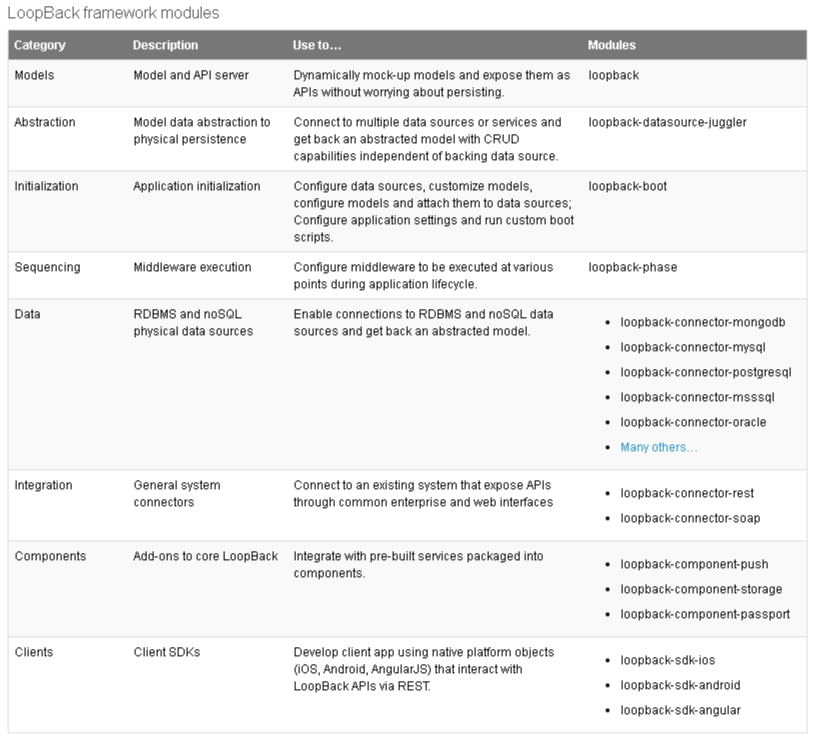 LoopBack framework modules
Category Description Use to… Modules
Models Model and API server Dynamically mock-up models and expose them as loopback
APIs without worrying about persisting.
Abstraction Model data abstraction to Connect to multiple data sources or services and loopback-datasource-juggler
physical persistence get back an abstracted model with CRUD
capabilities independent of backing data source.
Initialization Application initialization Configure data sources, customize models, loopback-boot
configure models and attach them to data sources;
Configure application settings and run custom boot
scripts.
Sequencing Middleware execution Configure middleware to be executed at various loopback-phase
points during application lifecycle.
Data RDBMS and noSQL Enable connections to RDBMS and noSQL data
physical data sources sources and get back an abstracted model.
• loopback-connector-mongodb
• loopback-connector-mysql
• loopback-connector-postgresql
• loopback-connector-msssql
• loopback-connector-oracle
• Many others…
Integration General system Connect to an existing system that expose APIs
connectors through common enterprise and web interfaces
• loopback-connector-rest
• loopback-connector-soap
Components Add-ons to core LoopBack Integrate with pre-built services packaged into
components.
• loopback-component-push
• loopback-component-storage
• loopback-component-passport
Clients Client SDKs Develop client app using native platform objects
(iOS, Android, AngularJS) that interact with
LoopBack APIs via REST.
• loopback-sdk-ios
• loopback-sdk-android
• loopback-sdk-angular